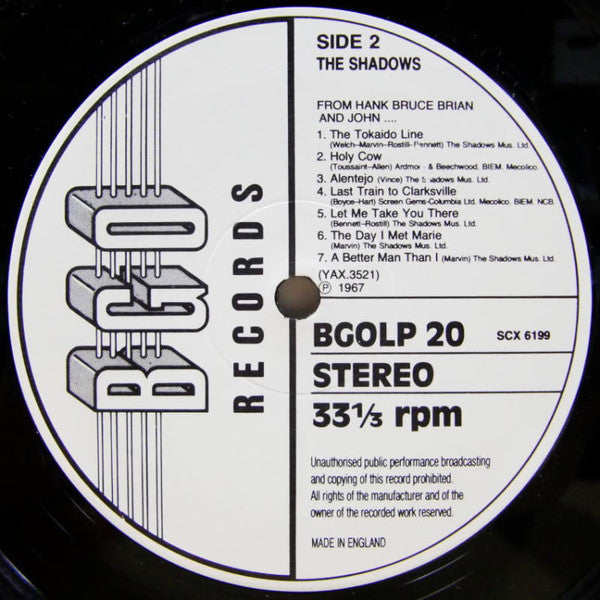 BGO
RECORDS
SIDE 2
THE SHADOWS
FROM HANK BRUCE BRIAN
AND JOHN ....
1. The Tokaido Line
(Welch-Marvin-Rostill-Bennett) The Shadows Mus. Ltd.
2. Holy Cow
(Toussaint-Allen) Ardmor & Beechwood. BIEM. Mecolico.
3. Alentejo (Vince) The S adows Mus. Ltd.
4. Last Train to Clarksville
(Boyce-Hart) Screen Gems-Columbia Ltd. Mecolico. BIEM. NCB.
5. Let Me Take You There
(Bennett-Rostill) The Shadows Mus. Ltd.
6. The Day I Met Marie
(Marvin) The Shadows Mus. Ltd.
7. A Better Man Than I (Marvin) The Shadows Mus. Ltd.
(YAX.3521)
℗ 1967
BGOLP 20 SCX 6199
STEREO
33⅓ rpm
Unauthorised public performance broadcasting
and copying of this record prohibited.
All rights of the manufacturer and of the
owner of the recorded work reserved.
MADE IN ENGLAND